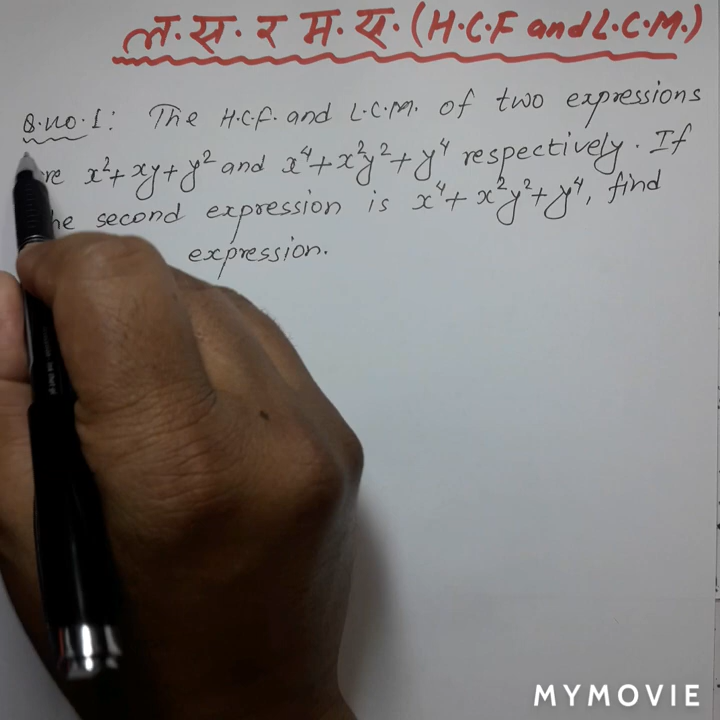 ल.स. र म.स. (H.C.F and L.C.M.)
Q.no.1: The H.C.F. and L.C.M. of two expressions
re x²+xy+y² and x⁴+x²y²+y⁴ respectively. If
he second expression is x⁴+x²y²+y⁴, find
expression.
MYMOVIE